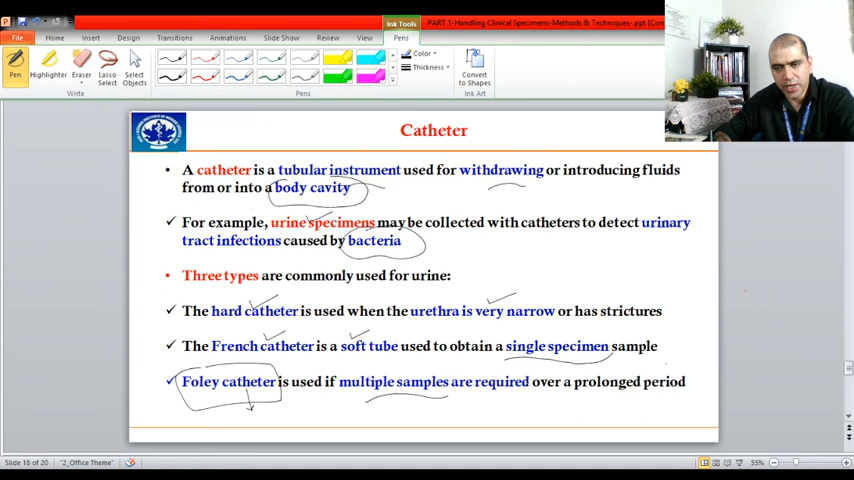 Ink Tools
PART 1-Handling Clinical Specimens-Methods & Techniques-.ppt [Com
File
Home
Insert
Design
Transitions
Animations
Slide Show
Review
View
Pens
Pen
Highlighter
Eraser
Lasso Select
Select Objects
Color
Thickness
Convert to Shapes
Write
Pens
Ink Art
Catheter
• A catheter is a tubular instrument used for withdrawing or introducing fluids
from or into a body cavity
✓ For example, urine specimens may be collected with catheters to detect urinary
tract infections caused by bacteria
• Three types are commonly used for urine:
✓ The hard catheter is used when the urethra is very narrow or has strictures
✓ The French catheter is a soft tube used to obtain a single specimen sample
✓ Foley catheter is used if multiple samples are required over a prolonged period
Slide 18 of 20
"2_Office Theme"
55%